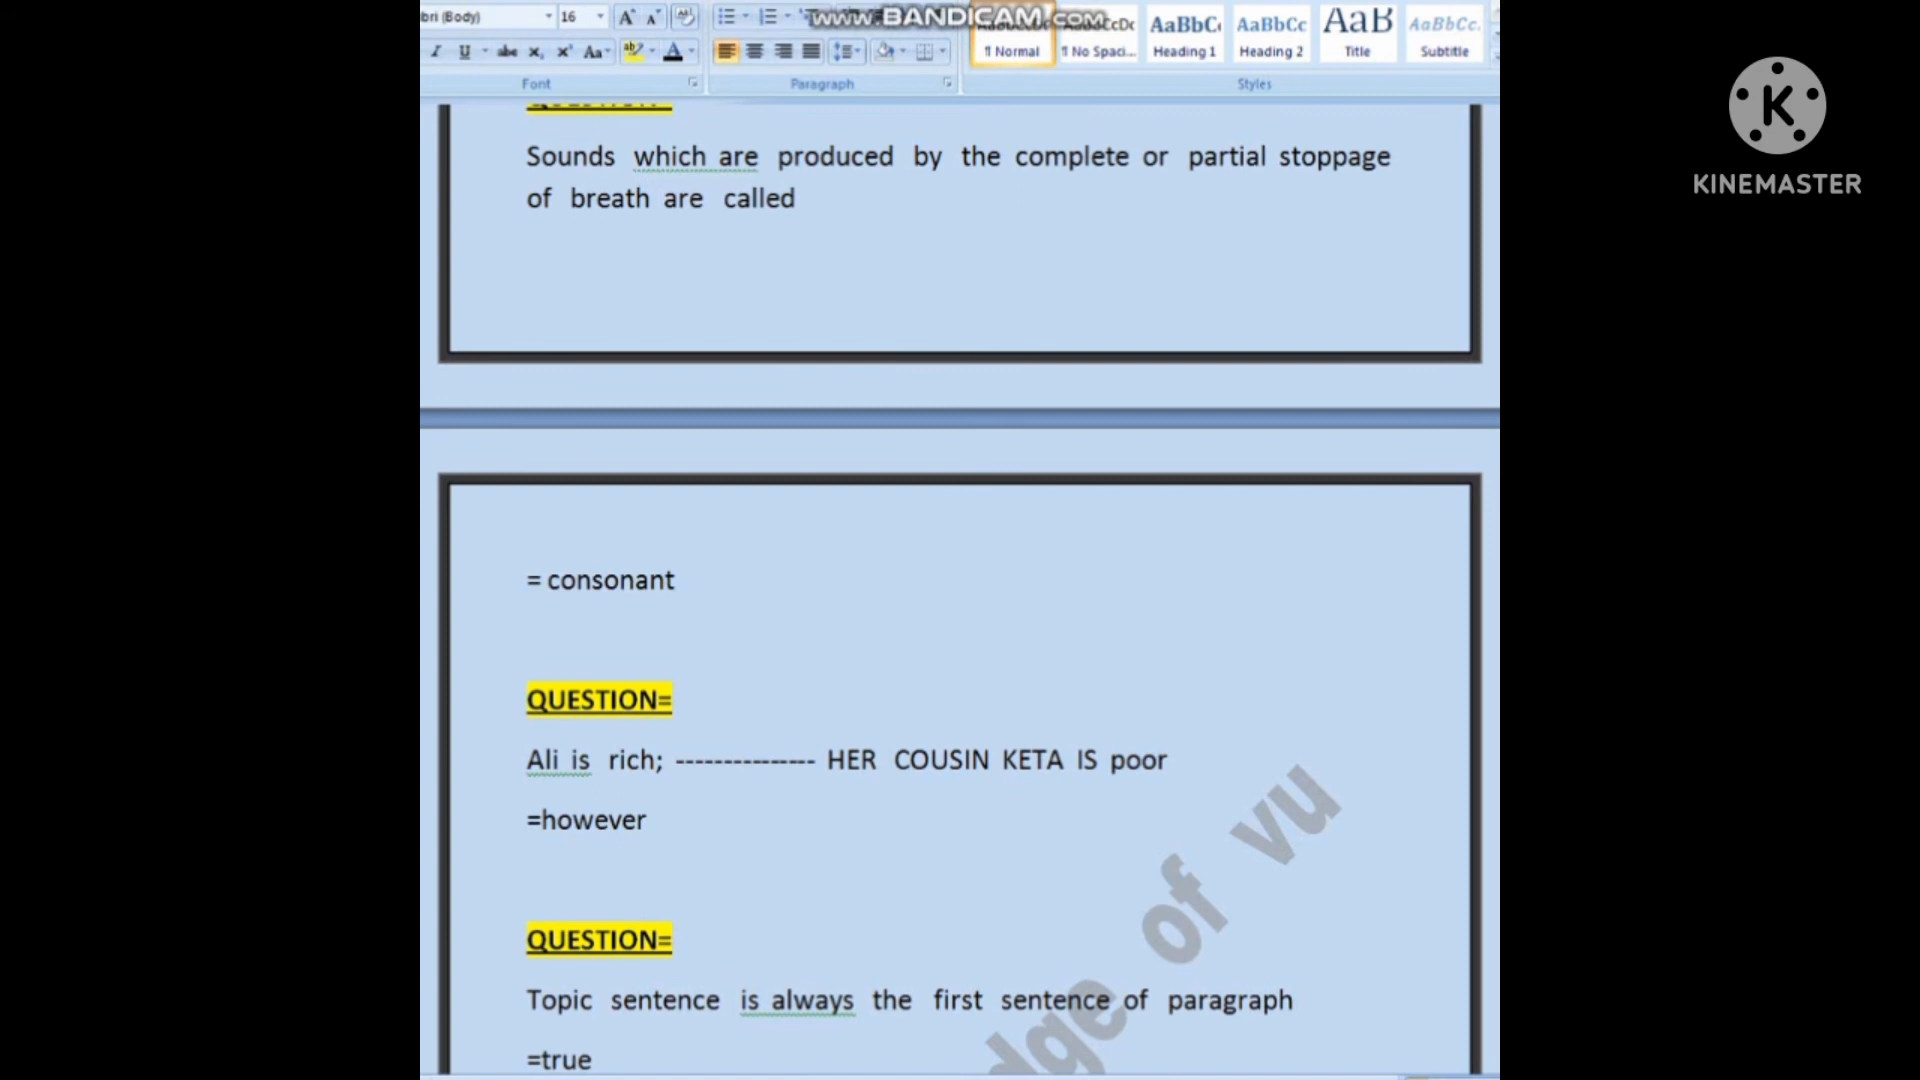 bri (Body) 16
www.BANDICAM.com
AaBbC AaBbCc AaB AaBbCc.
¶ Normal ¶ No Spaci... Heading 1 Heading 2 Title Subtitle
Font Paragraph Styles
K
KINEMASTER
Sounds which are produced by the complete or partial stoppage
of breath are called
= consonant
QUESTION=
Ali is rich; --------------- HER COUSIN KETA IS poor
=however
QUESTION=
Topic sentence is always the first sentence of paragraph
=true
dge of vu